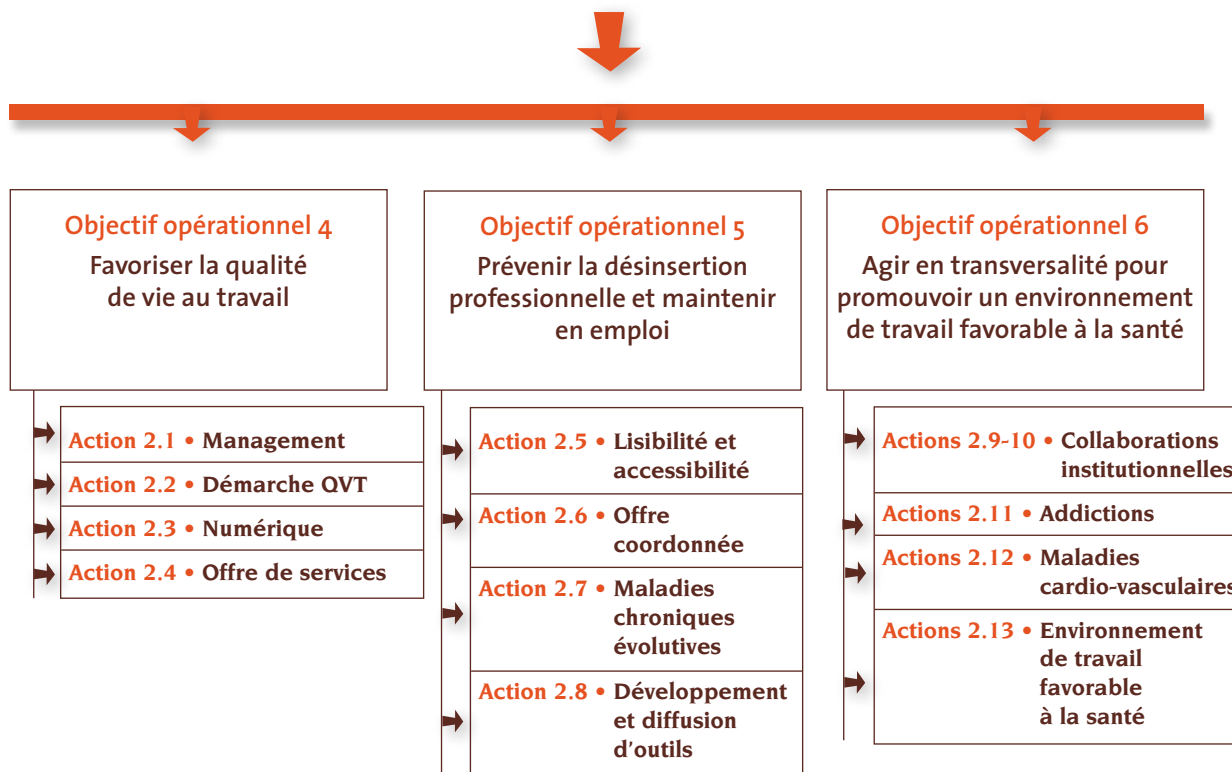 Objectif opérationnel 4
Favoriser la qualité
de vie au travail
Action 2.1 • Management
Action 2.2 • Démarche QVT
Action 2.3 • Numérique
Action 2.4 • Offre de services
Objectif opérationnel 5
Prévenir la désinsertion
professionnelle et maintenir
en emploi
Action 2.5 • Lisibilité et
accessibilité
Action 2.6 • Offre
coordonnée
Action 2.7 • Maladies
chroniques
évolutives
Action 2.8 • Développement
et diffusion
d'outils
Objectif opérationnel 6
Agir en transversalité pour
promouvoir un environnement
de travail favorable à la santé
Actions 2.9-10 • Collaborations
institutionnelles
Actions 2.11 • Addictions
Actions 2.12 • Maladies
cardio-vasculaires
Actions 2.13 • Environnement
de travail
favorable
à la santé